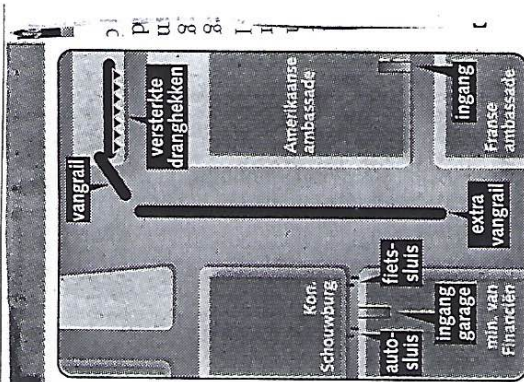 vangrail
versterkte
dranghekken
Amerikaanse
ambassade
ingang
Franse
ambassade
extra
vangrail
Kon.
Schouwburg
fiets-
sluis
auto-
sluis
ingang
garage
min. van
Financiën